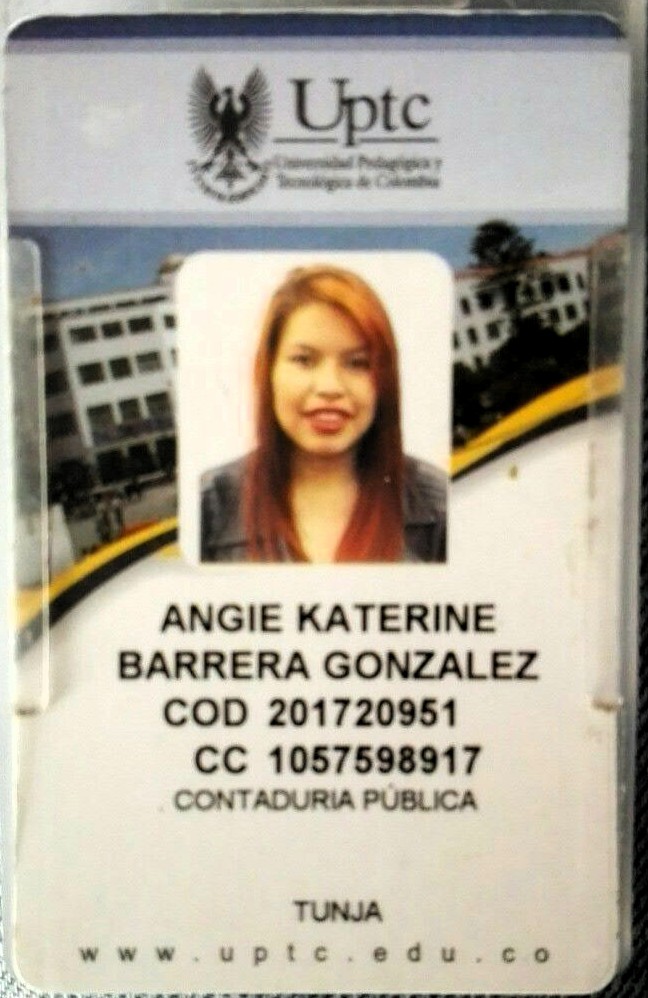 Uptc
Universidad Pedagógica y
Tecnológica de Colombia
ANGIE KATERINE
BARRERA GONZALEZ
COD 201720951
CC 1057598917
CONTADURIA PÚBLICA
TUNJA
www.uptc.edu.co